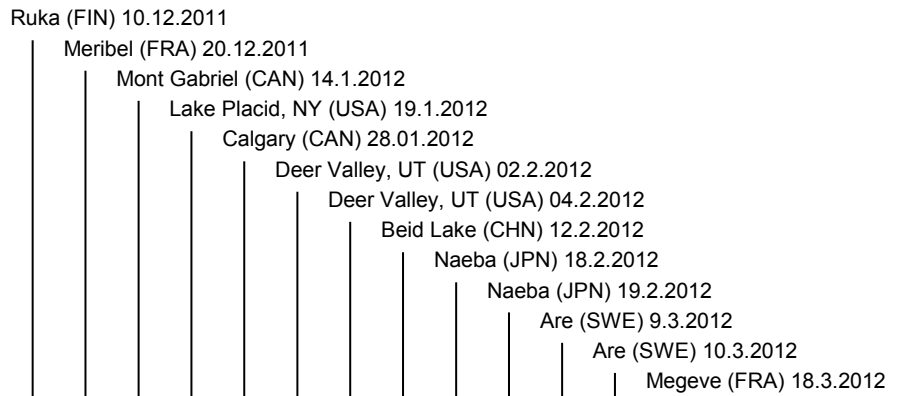 Ruka (FIN) 10.12.2011
Meribel (FRA) 20.12.2011
Mont Gabriel (CAN) 14.1.2012
Lake Placid, NY (USA) 19.1.2012
Calgary (CAN) 28.01.2012
Deer Valley, UT (USA) 02.2.2012
Deer Valley, UT (USA) 04.2.2012
Beid Lake (CHN) 12.2.2012
Naeba (JPN) 18.2.2012
Naeba (JPN) 19.2.2012
Are (SWE) 9.3.2012
Are (SWE) 10.3.2012
Megeve (FRA) 18.3.2012